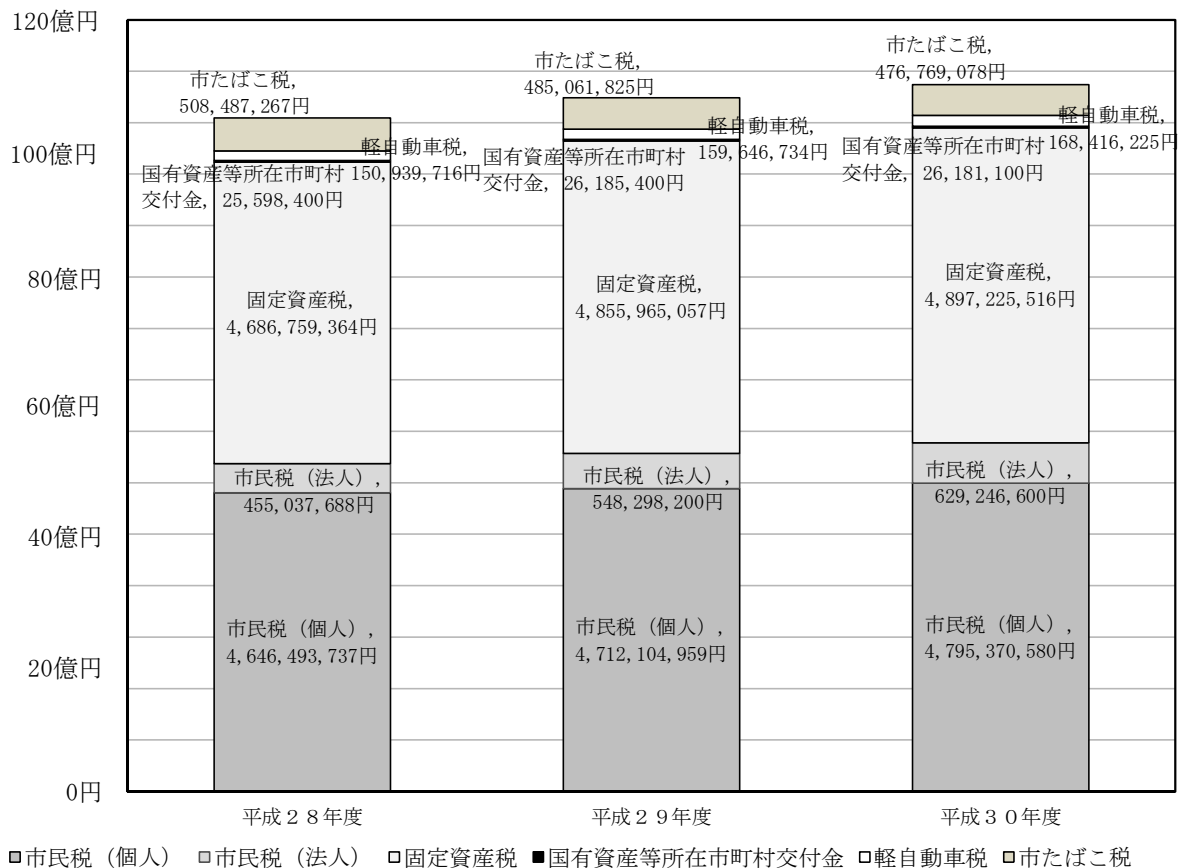 120億円
100億円
80億円
60億円
40億円
20億円
0円
市たばこ税,
508,487,267円
軽自動車税,
150,939,716円
国有資産等所在市町村
交付金, 25,598,400円
固定資産税,
4,686,759,364円
市民税（法人）,
455,037,688円
市民税（個人）,
4,646,493,737円
市たばこ税,
485,061,825円
軽自動車税,
159,646,734円
国有資産等所在市町村
交付金, 26,185,400円
固定資産税,
4,855,965,057円
市民税（法人）,
548,298,200円
市民税（個人）,
4,712,104,959円
市たばこ税,
476,769,078円
軽自動車税,
168,416,225円
国有資産等所在市町村
交付金, 26,181,100円
固定資産税,
4,897,225,516円
市民税（法人）,
629,246,600円
市民税（個人）,
4,795,370,580円
平成２８年度 平成２９年度 平成３０年度
市民税（個人） 市民税（法人） 固定資産税 国有資産等所在市町村交付金 軽自動車税 市たばこ税